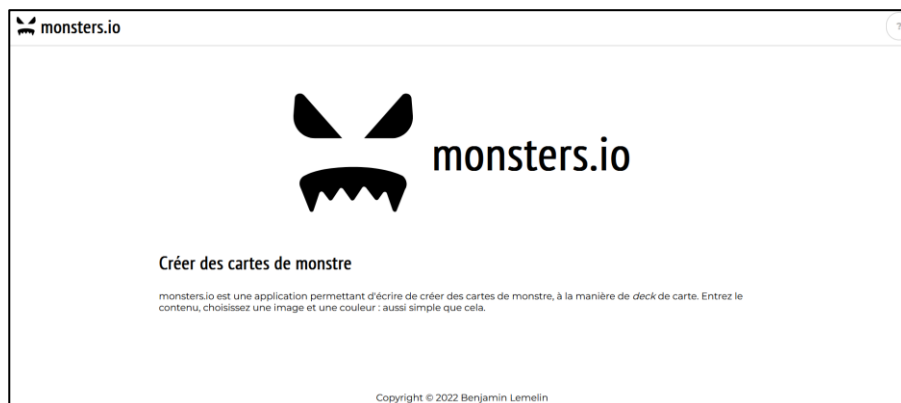 monsters.io
?
monsters.io
Créer des cartes de monstre
monsters.io est une application permettant d'écrire de créer des cartes de monstre, à la manière de deck de carte. Entrez le
contenu, choisissez une image et une couleur : aussi simple que cela.
Copyright © 2022 Benjamin Lemelin